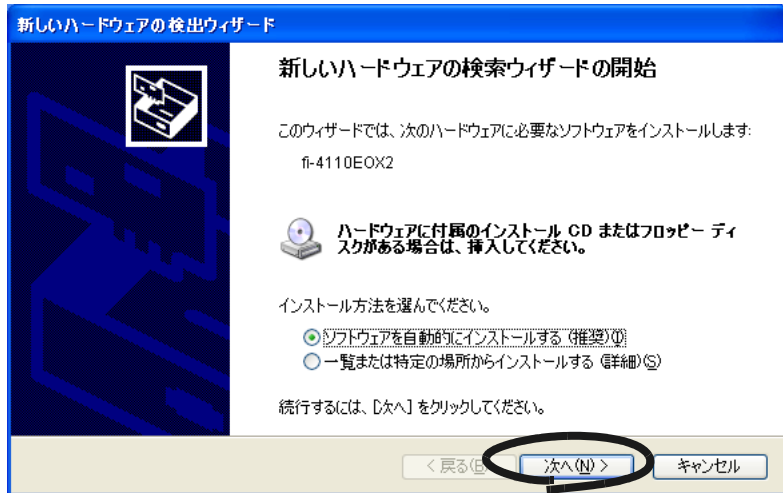 新しいハードウェアの検出ウィザード
新しいハードウェアの検索ウィザードの開始
このウィザードでは、次のハードウェアに必要なソフトウェアをインストールします:
fi-4110EOX2
ハードウェアに付属のインストール CD またはフロッピー ディ
スクがある場合は、挿入してください。
インストール方法を選んでください。
ソフトウェアを自動的にインストールする (推奨)(I)
一覧または特定の場所からインストールする (詳細)(S)
続行するには、[次へ] をクリックしてください。
< 戻る(B
次へ(N) >
キャンセル